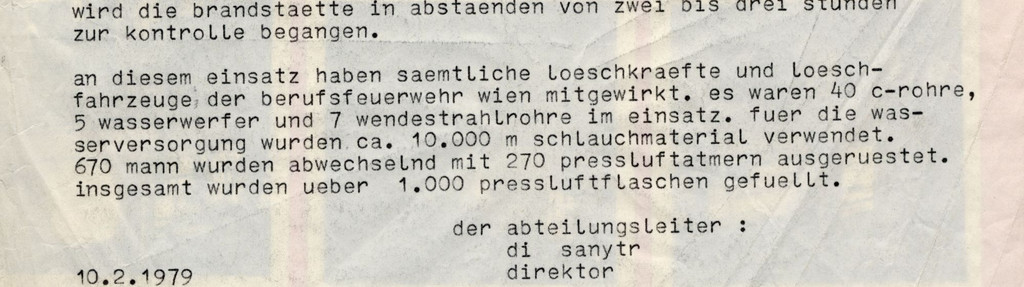 wird die brandstaette in abstaenden von zwei bis drei stunden
zur kontrolle begangen.
an diesem einsatz haben saemtliche loeschkraefte und loesch-
fahrzeuge, der berufsfeuerwehr wien mitgewirkt. es waren 40 c-rohre,
5 wasserwerfer und 7 wendestrahlrohre im einsatz. fuer die was-
serversorgung wurden ca. 10.000 m schlauchmaterial verwendet.
670 mann wurden abwechselnd mit 270 pressluftatmern ausgeruestet.
insgesamt wurden ueber 1.000 pressluftflaschen gefuellt.
der abteilungsleiter :
di sanytr
10.2.1979 direktor